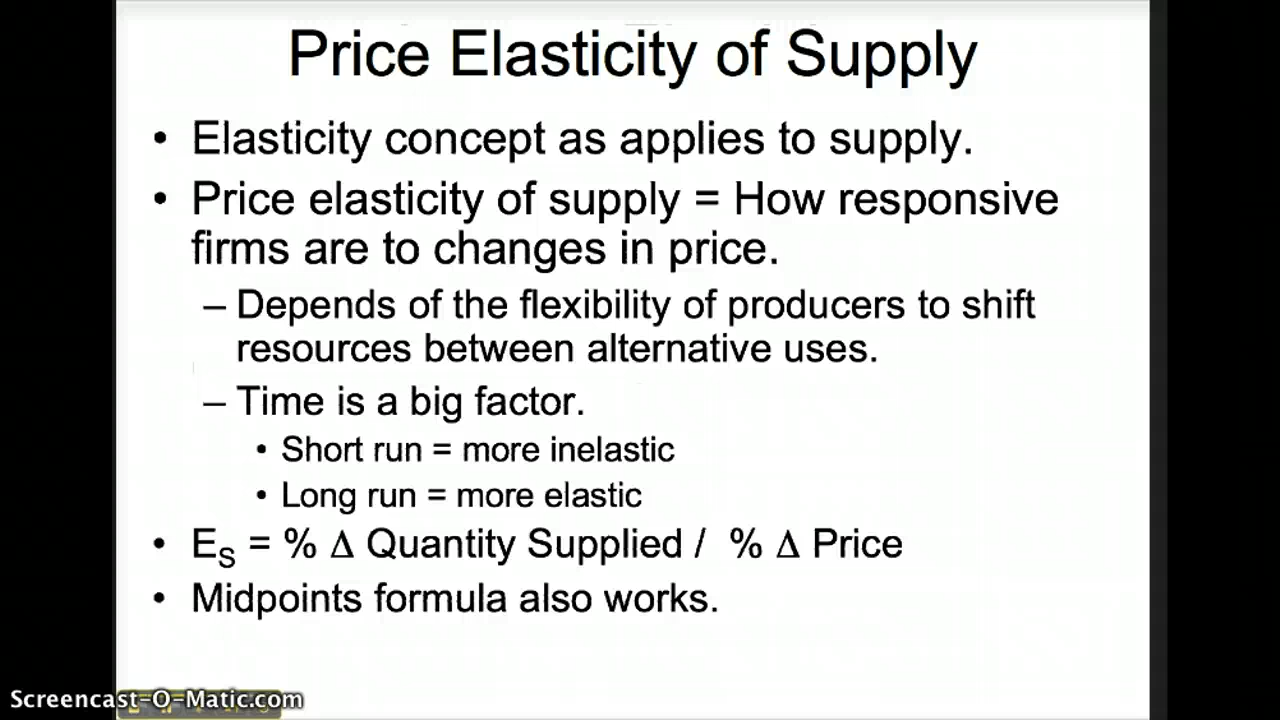 Price Elasticity of Supply
• Elasticity concept as applies to supply.
• Price elasticity of supply = How responsive
firms are to changes in price.
– Depends of the flexibility of producers to shift
resources between alternative uses.
– Time is a big factor.
• Short run = more inelastic
• Long run = more elastic
• ES = % Δ Quantity Supplied / % Δ Price
• Midpoints formula also works.
Screencast-O-Matic.com